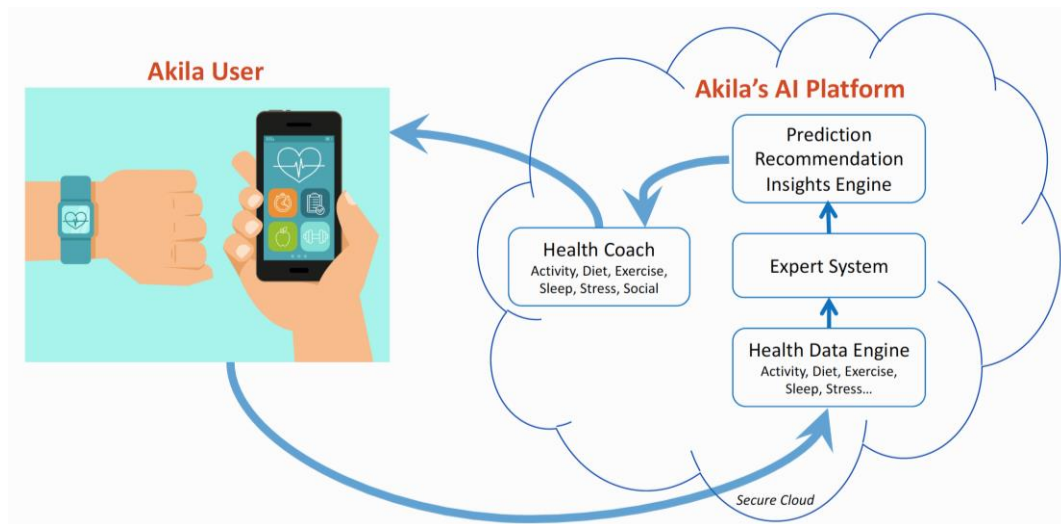 Akila User
Akila's AI Platform
Prediction
Recommendation
Insights Engine
Health Coach
Activity, Diet, Exercise,
Sleep, Stress, Social
Expert System
Health Data Engine
Activity, Diet, Exercise,
Sleep, Stress...
Secure Cloud